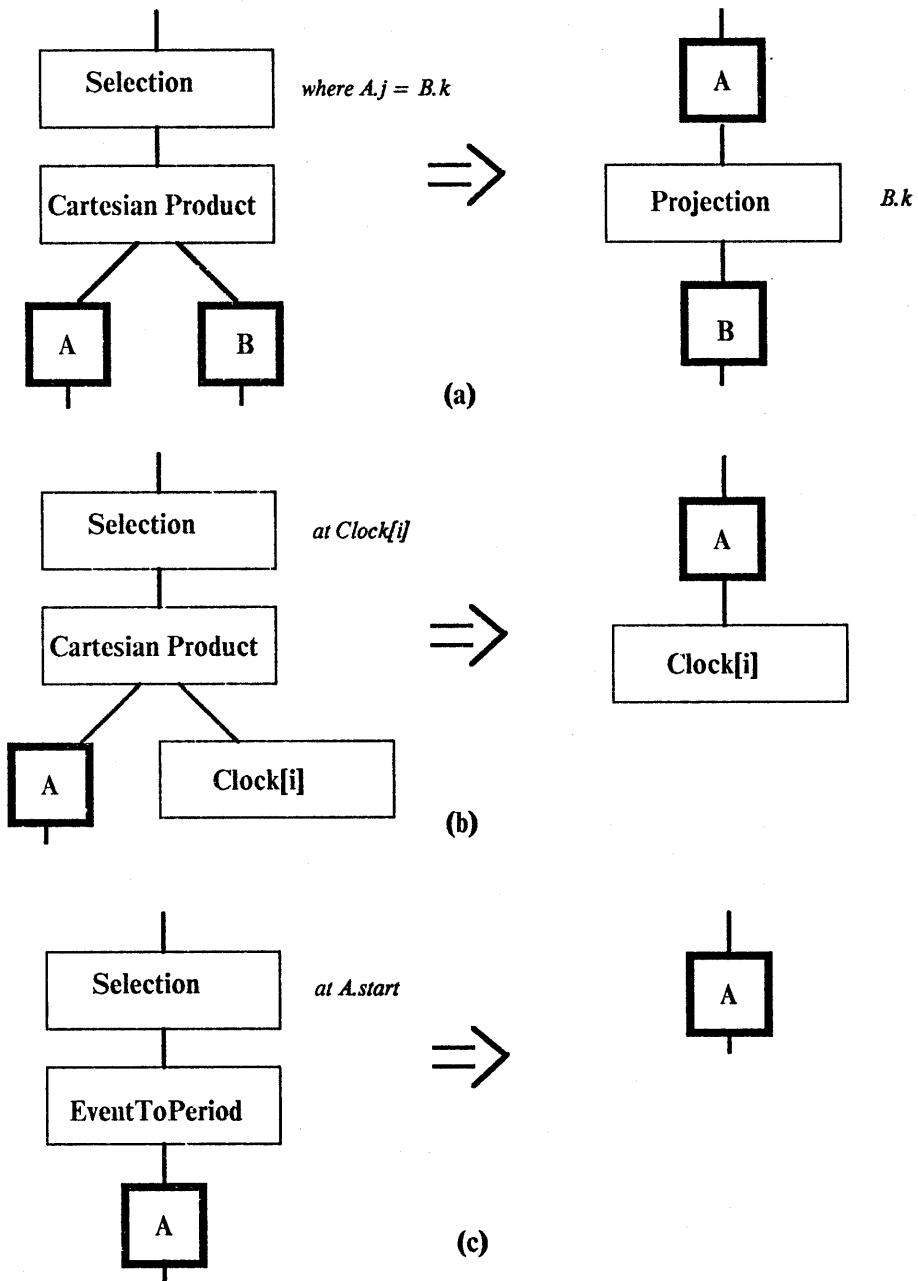 Selection
where A.j = B.k
Cartesian Product
A
B
A
Projection
B.k
B
(a)
Selection
at Clock[i]
Cartesian Product
A
Clock[i]
A
Clock[i]
(b)
Selection
at A.start
EventToPeriod
A
A
(c)